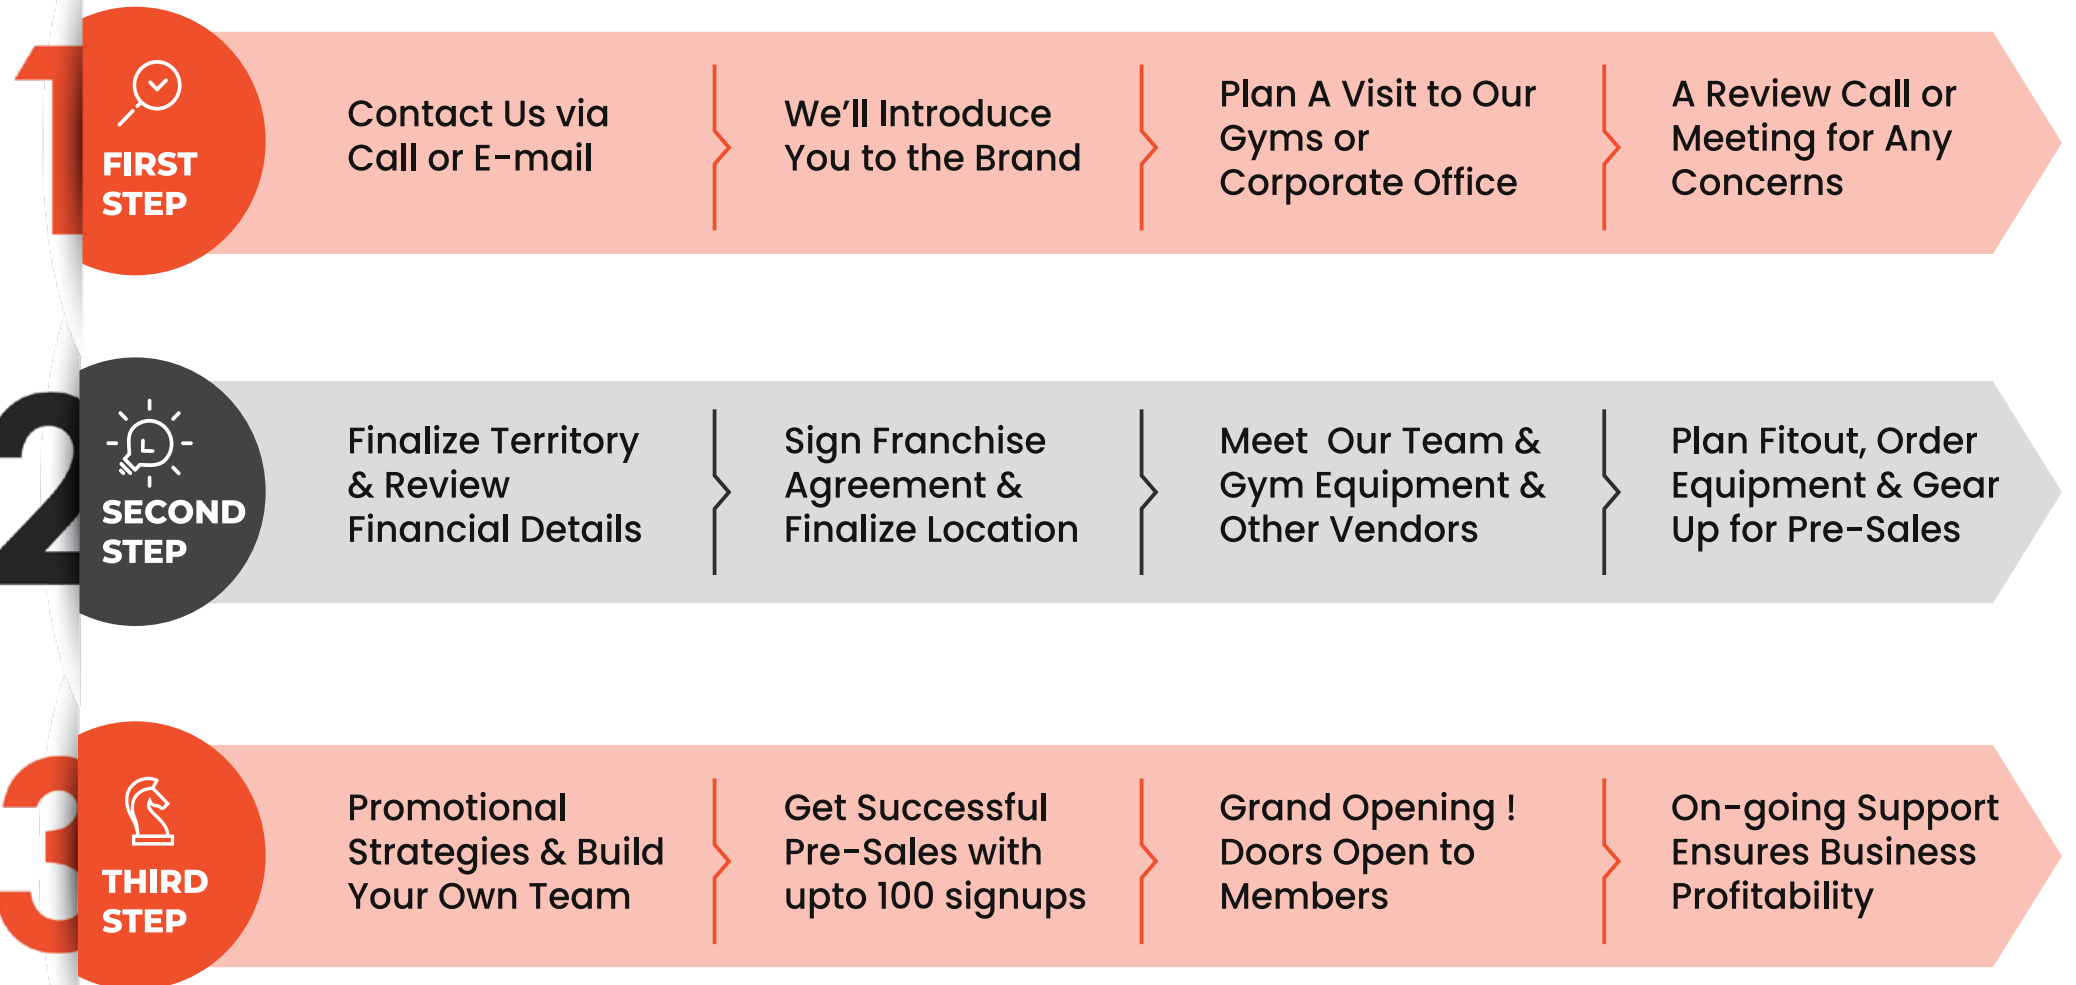 1
FIRST
STEP
Contact Us via
Call or E-mail
We'll Introduce
You to the Brand
Plan A Visit to Our
Gyms or
Corporate Office
A Review Call or
Meeting for Any
Concerns
2
SECOND
STEP
Finalize Territory
& Review
Financial Details
Sign Franchise
Agreement &
Finalize Location
Meet  Our Team &
Gym Equipment &
Other Vendors
Plan Fitout, Order
Equipment & Gear
Up for Pre-Sales
3
THIRD
STEP
Promotional
Strategies & Build
Your Own Team
Get Successful
Pre-Sales with
upto 100 signups
Grand Opening !
Doors Open to
Members
On-going Support
Ensures Business
Profitability